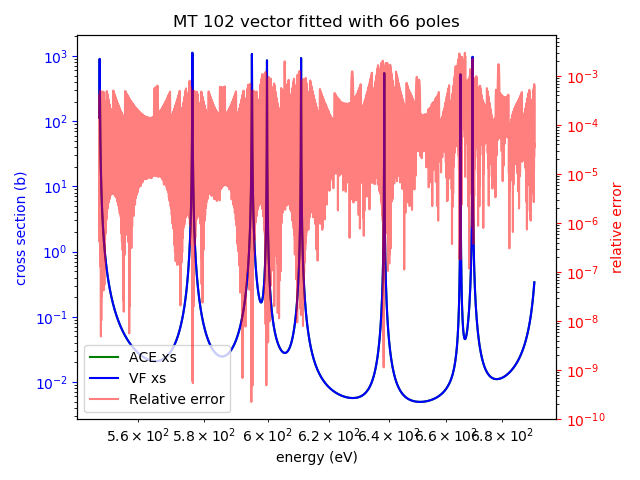 MT 102 vector fitted with 66 poles
10³
10²
10¹
10⁰
10⁻¹
10⁻²
cross section (b)
10⁻³
10⁻⁴
10⁻⁵
10⁻⁶
10⁻⁷
10⁻⁸
10⁻⁹
10⁻¹⁰
relative error
ACE xs
VF xs
Relative error
5.6 × 10² 5.8 × 10² 6 × 10² 6.2 × 10² 6.4 × 10² 6.6 × 10² 6.8 × 10²
energy (eV)